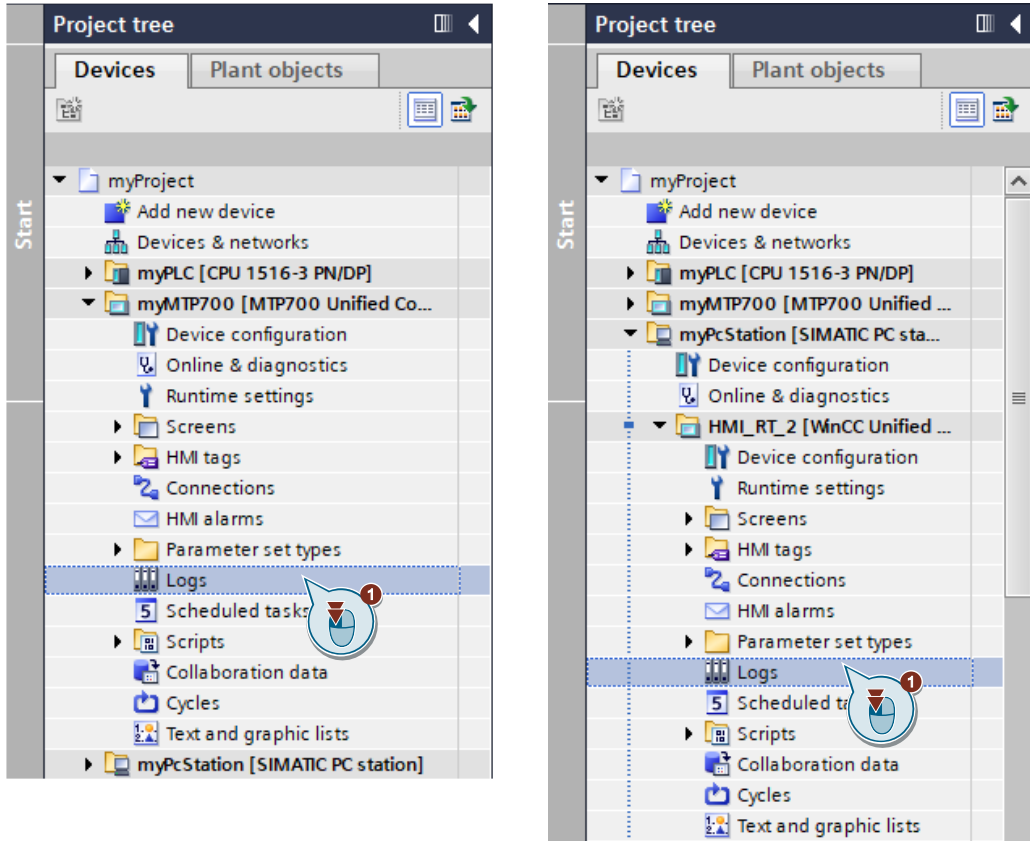 Project tree
Devices
Plant objects
Start
myProject
Add new device
Devices & networks
myPLC [CPU 1516-3 PN/DP]
myMTP700 [MTP700 Unified Co...
Device configuration
Online & diagnostics
Runtime settings
Screens
HMI tags
Connections
HMI alarms
Parameter set types
Logs
1
5 Scheduled tasks
Scripts
Collaboration data
Cycles
Text and graphic lists
myPcStation [SIMATIC PC station]
Project tree
Devices
Plant objects
Start
myProject
Add new device
Devices & networks
myPLC [CPU 1516-3 PN/DP]
myMTP700 [MTP700 Unified ...
myPcStation [SIMATIC PC sta...
Device configuration
Online & diagnostics
HMI_RT_2 [WinCC Unified ...
Device configuration
Runtime settings
Screens
HMI tags
Connections
HMI alarms
Parameter set types
Logs
1
5 Scheduled ta
Scripts
Collaboration data
Cycles
Text and graphic lists